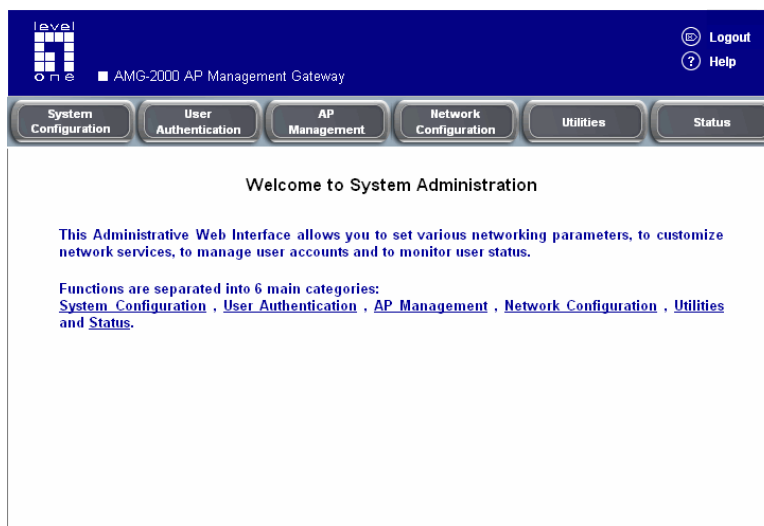 level
one
AMG-2000 AP Management Gateway
Logout
Help
System
Configuration
User
Authentication
AP
Management
Network
Configuration
Utilities
Status
Welcome to System Administration
This Administrative Web Interface allows you to set various networking parameters, to customize
network services, to manage user accounts and to monitor user status.
Functions are separated into 6 main categories:
System Configuration , User Authentication , AP Management , Network Configuration , Utilities
and Status.